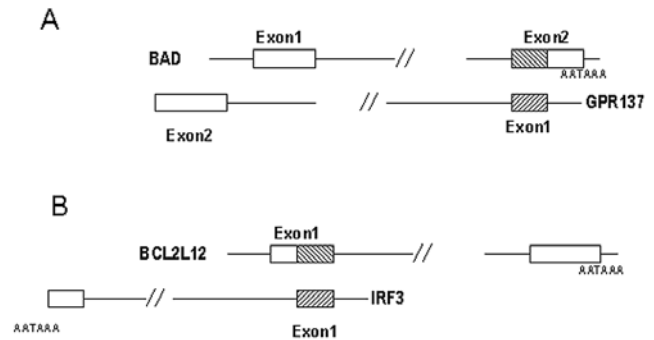 A
Exon1
Exon2
BAD
//
AATAAA
//
GPR137
Exon2
Exon1
B
Exon1
BCL2L12
//
AATAAA
//
IRF3
AATAAA
Exon1